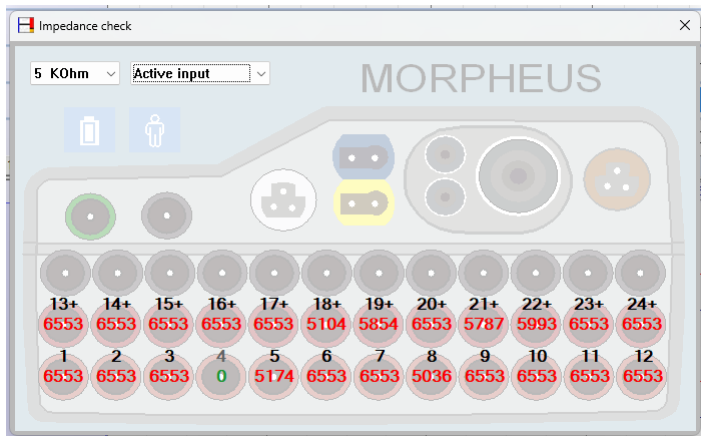 Impedance check
5 KOhm Active input
MORPHEUS
13+ 14+ 15+ 16+ 17+ 18+ 19+ 20+ 21+ 22+ 23+ 24+
6553 6553 6553 6553 6553 5104 5854 6553 5787 5993 6553 6553
1 2 3 4 5 6 7 8 9 10 11 12
6553 6553 6553 0 5174 6553 6553 5036 6553 6553 6553 6553